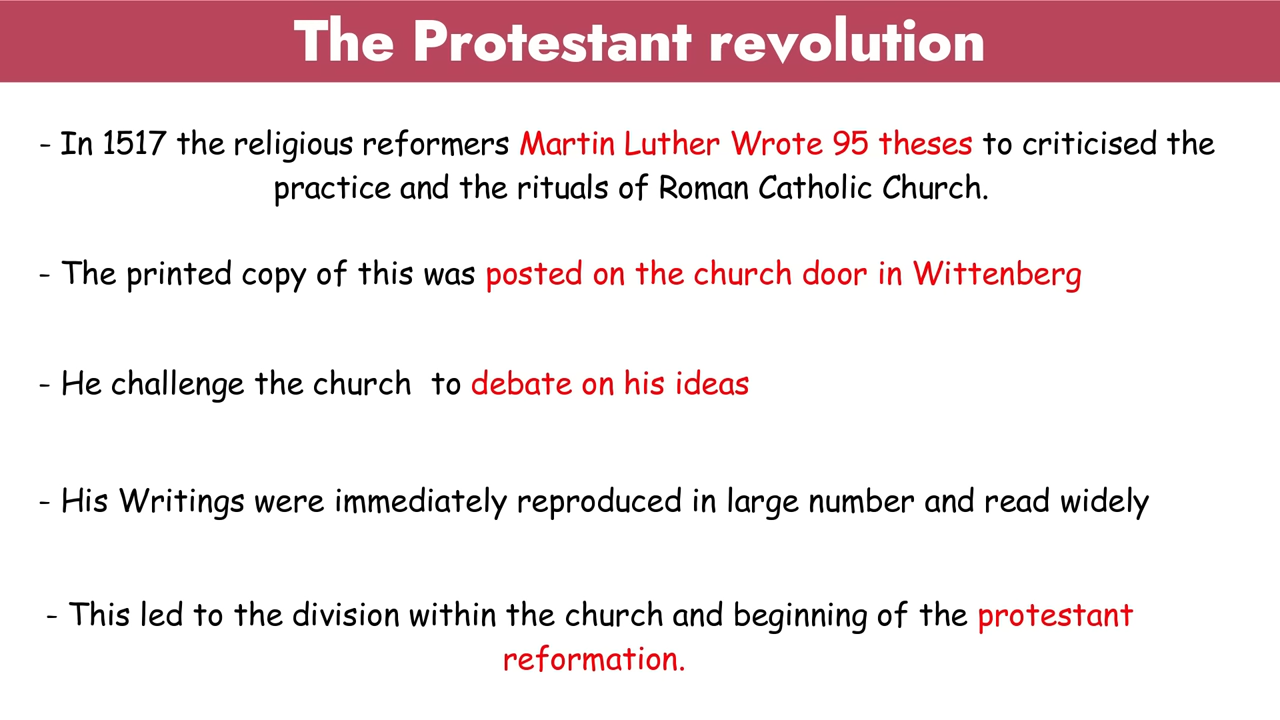 The Protestant revolution
- In 1517 the religious reformers Martin Luther Wrote 95 theses to criticised the
practice and the rituals of Roman Catholic Church.
- The printed copy of this was posted on the church door in Wittenberg
- He challenge the church to debate on his ideas
- His Writings were immediately reproduced in large number and read widely
- This led to the division within the church and beginning of the protestant
reformation.